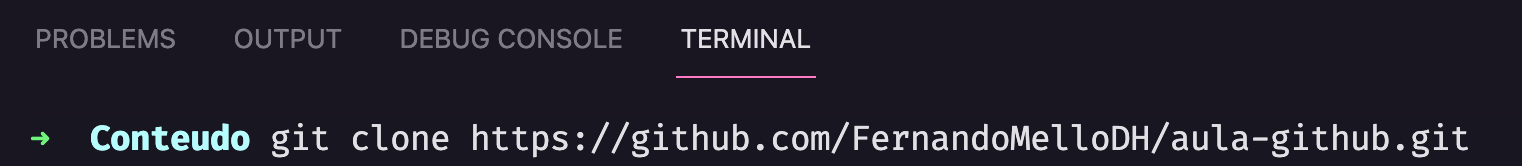 PROBLEMS OUTPUT DEBUG CONSOLE TERMINAL
➜ Conteudo git clone https://github.com/FernandoMelloDH/aula-github.git